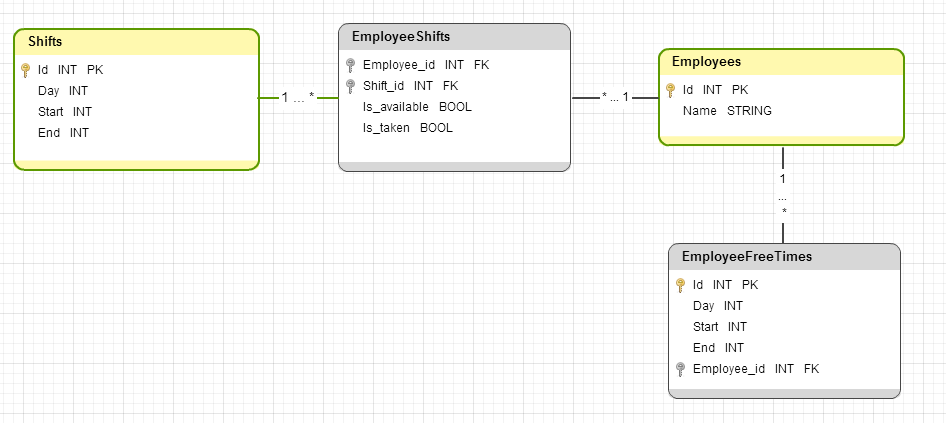 Shifts
Id INT PK
Day INT
Start INT
End INT
1 ... *
EmployeeShifts
Employee_id INT FK
Shift_id INT FK
Is_available BOOL
Is_taken BOOL
* ... 1
Employees
Id INT PK
Name STRING
1
...
*
EmployeeFreeTimes
Id INT PK
Day INT
Start INT
End INT
Employee_id INT FK